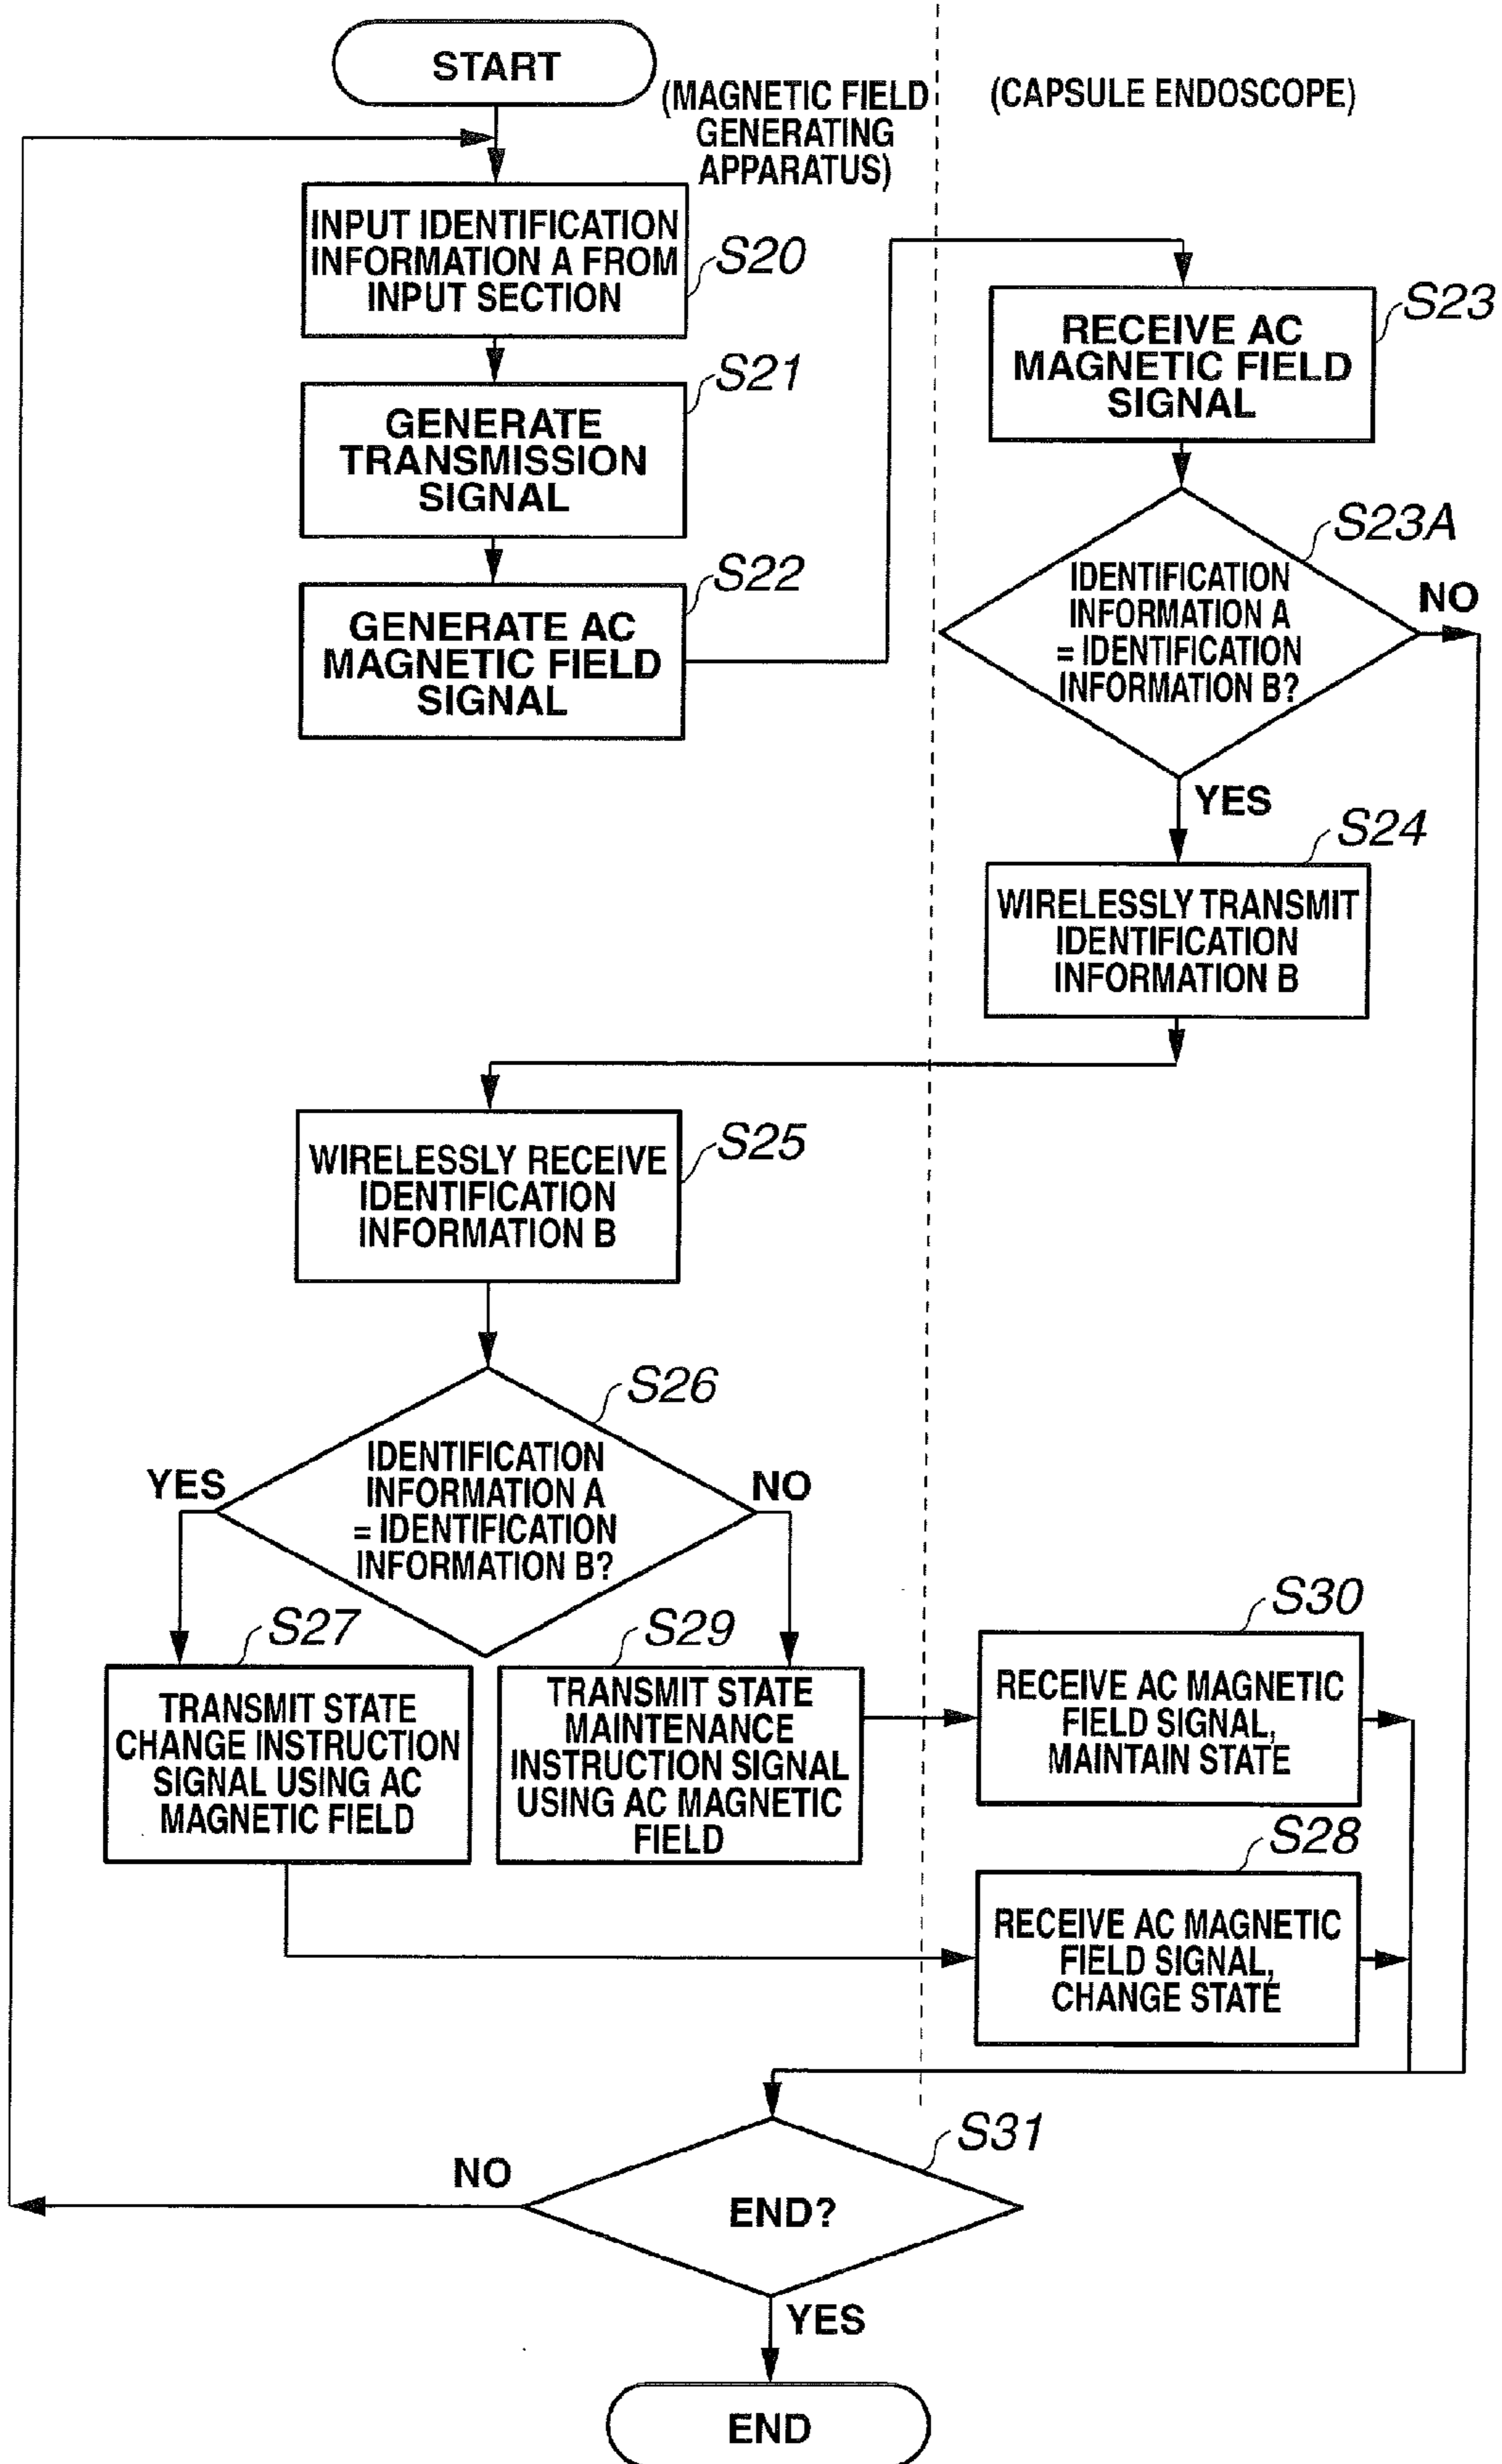 START
(MAGNETIC FIELD
GENERATING
APPARATUS)
(CAPSULE ENDOSCOPE)
INPUT IDENTIFICATION
INFORMATION A FROM
INPUT SECTION
S20
GENERATE
TRANSMISSION
SIGNAL
S21
GENERATE AC
MAGNETIC FIELD
SIGNAL
S22
RECEIVE AC
MAGNETIC FIELD
SIGNAL
S23
IDENTIFICATION
INFORMATION A
= IDENTIFICATION
INFORMATION B?
S23A
NO
YES
WIRELESSLY TRANSMIT
IDENTIFICATION
INFORMATION B
S24
WIRELESSLY RECEIVE
IDENTIFICATION
INFORMATION B
S25
IDENTIFICATION
INFORMATION A
= IDENTIFICATION
INFORMATION B?
S26
YES
NO
S27
TRANSMIT STATE
CHANGE INSTRUCTION
SIGNAL USING AC
MAGNETIC FIELD
S29
TRANSMIT STATE
MAINTENANCE
INSTRUCTION SIGNAL
USING AC MAGNETIC
FIELD
S30
RECEIVE AC MAGNETIC
FIELD SIGNAL,
MAINTAIN STATE
S28
RECEIVE AC MAGNETIC
FIELD SIGNAL,
CHANGE STATE
S31
END?
NO
YES
END